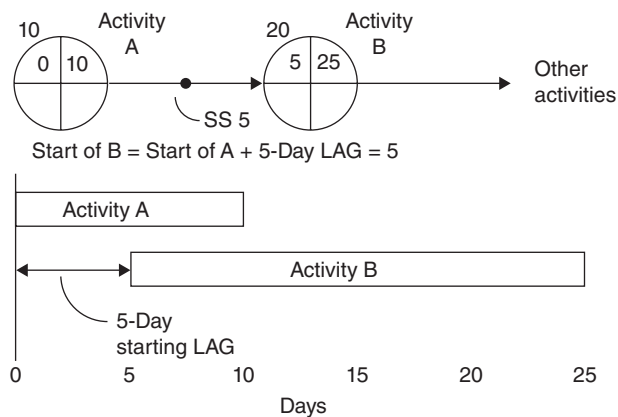 10
Activity
A
0 10
20
Activity
B
5 25
Other
activities
SS 5
Start of B = Start of A + 5-Day LAG = 5
Activity A
Activity B
5-Day
starting LAG
0 5 10 15 20 25
Days